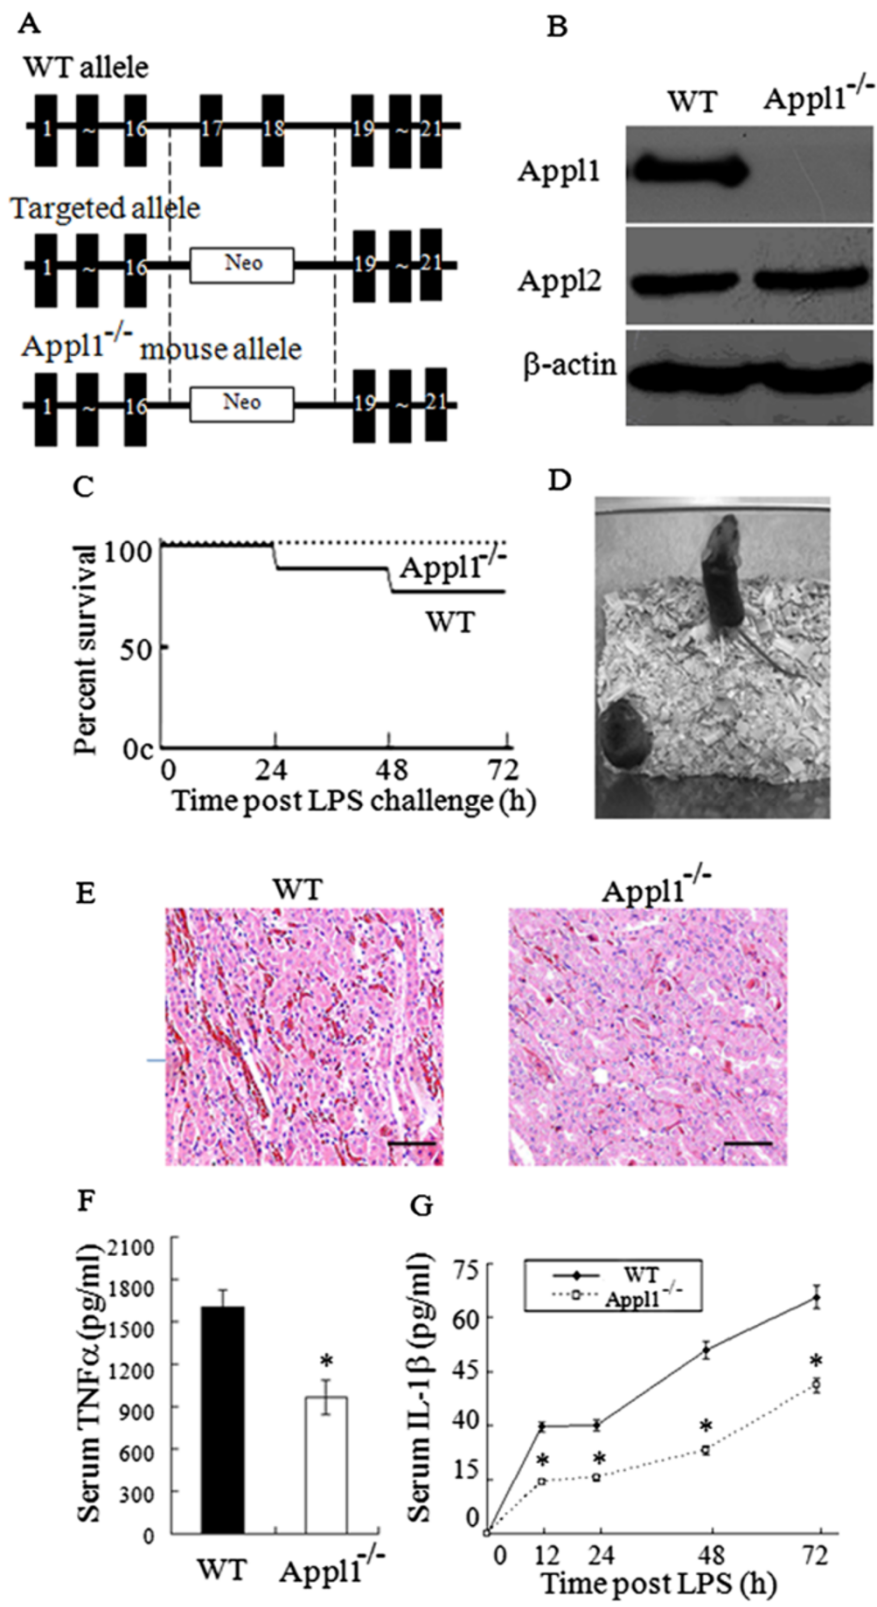 A
WT allele
1 ~ 16 17 18 19 ~ 21
Targeted allele
1 ~ 16 Neo 19 ~ 21
Appl1-/- mouse allele
1 ~ 16 Neo 19 ~ 21
B
WT Appl1-/-
Appl1
Appl2
β-actin
C
Percent survival
100
50
0c
Appl1-/-
WT
0 24 48 72
Time post LPS challenge (h)
D
E
WT Appl1-/-
F
Serum TNFα (pg/ml)
2100
1800
1500
1200
900
600
300
0
*
WT Appl1-/-
G
Serum IL-1β (pg/ml)
75
60
45
40
15
0
WT
Appl1-/-
* * * *
0 12 24 48 72
Time post LPS (h)